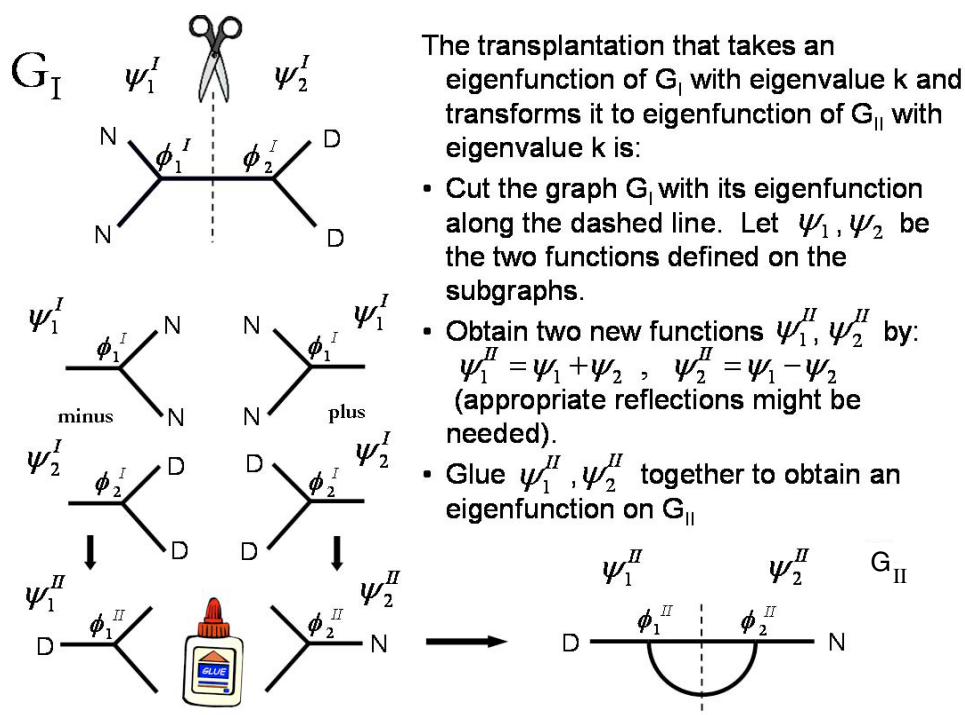 G_I
ψ_1^I ψ_2^I
N D
ϕ_1^I ϕ_2^I
N D
The transplantation that takes an
eigenfunction of G_I with eigenvalue k and
transforms it to eigenfunction of G_II with
eigenvalue k is:
• Cut the graph G_I with its eigenfunction
along the dashed line. Let ψ_1, ψ_2 be
the two functions defined on the
subgraphs.
• Obtain two new functions ψ_1^II, ψ_2^II by:
ψ_1^II = ψ_1 + ψ_2 , ψ_2^II = ψ_1 − ψ_2
(appropriate reflections might be
needed).
• Glue ψ_1^II, ψ_2^II together to obtain an
eigenfunction on G_II
ψ_1^I ψ_1^I
N N
ϕ_1^I ϕ_1^I
N N
minus plus
ψ_2^I ψ_2^I
D D
ϕ_2^I ϕ_2^I
D D
ψ_1^II ψ_2^II
ϕ_1^II ϕ_2^II
D N
GLUE
ψ_1^II ψ_2^II G_II
ϕ_1^II ϕ_2^II
D N